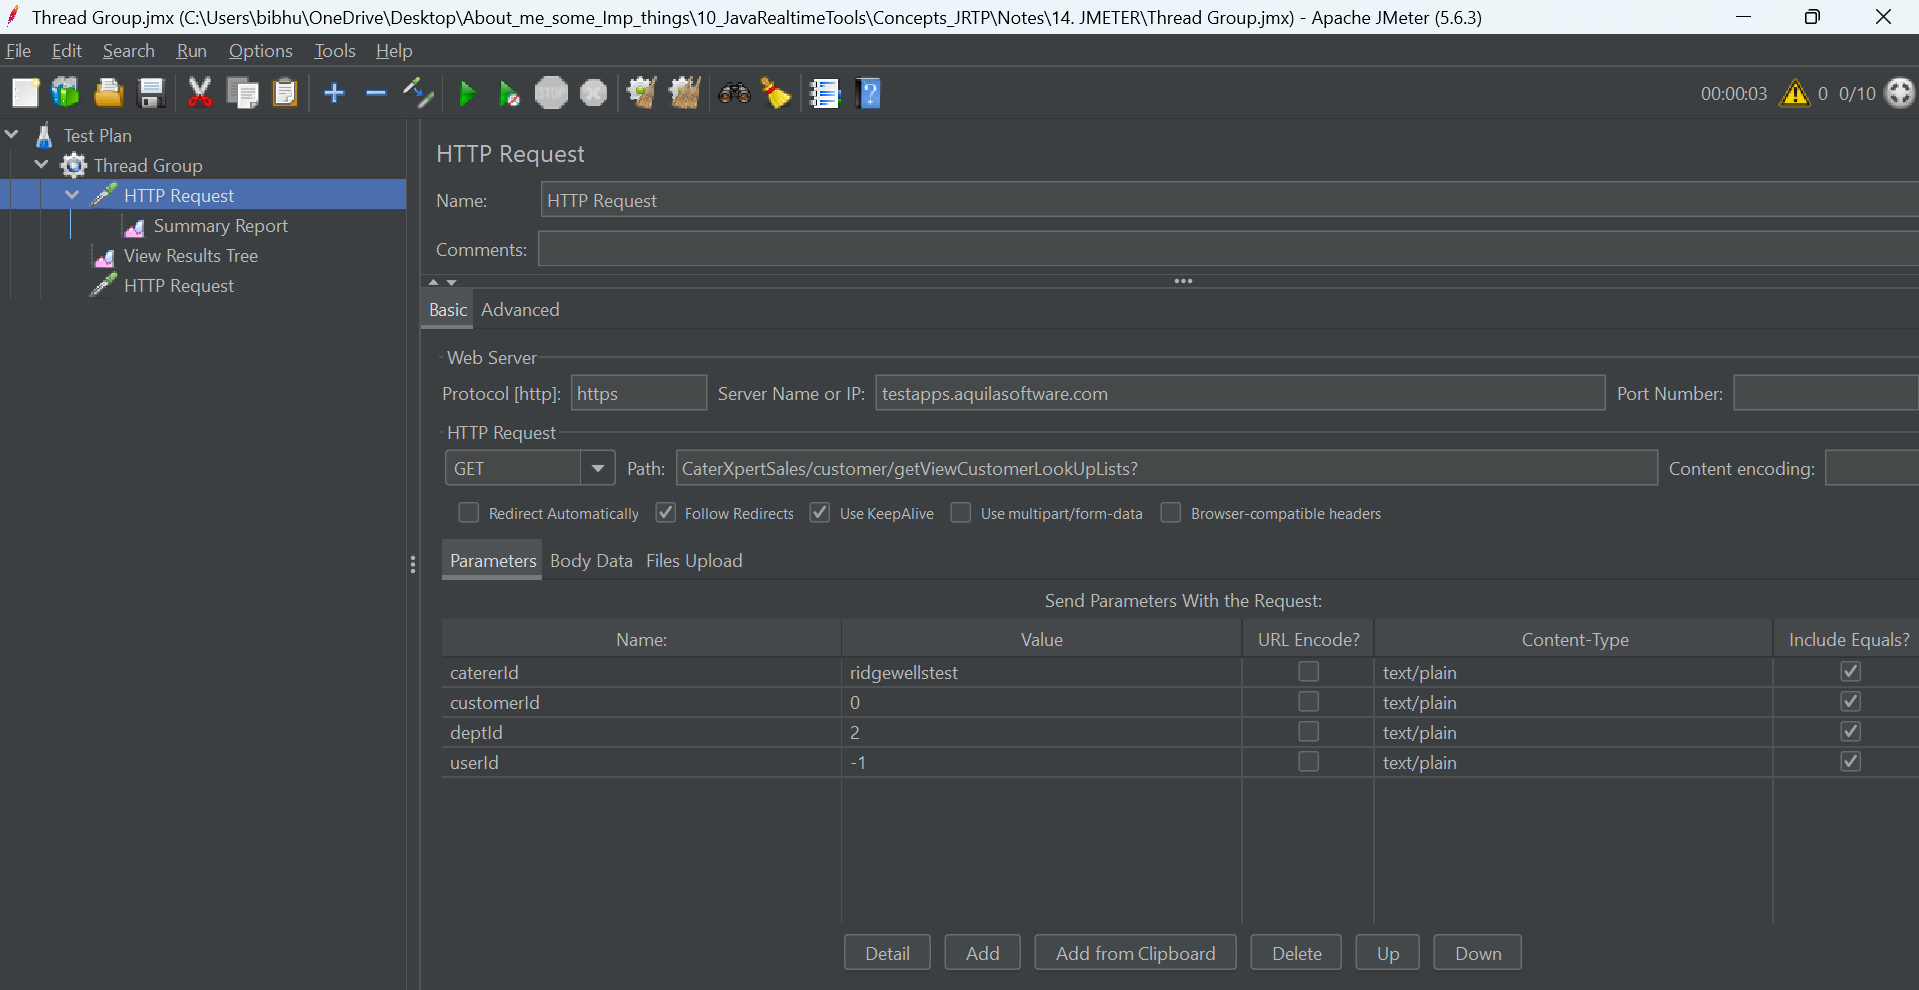 Thread Group.jmx (C:\Users\bibhu\OneDrive\Desktop\About_me_some_Imp_things\10_JavaRealtimeTools\Concepts_JRTP\Notes\14. JMETER\Thread Group.jmx) - Apache JMeter (5.6.3)
File Edit Search Run Options Tools Help
STOP
00:00:03 0 0/10
Test Plan
Thread Group
HTTP Request
Summary Report
View Results Tree
HTTP Request
HTTP Request
Name: HTTP Request
Comments:
Basic Advanced
Web Server
Protocol [http]: https Server Name or IP: testapps.aquilasoftware.com Port Number:
HTTP Request
GET Path: CaterXpertSales/customer/getViewCustomerLookUpLists? Content encoding:
Redirect Automatically Follow Redirects Use KeepAlive Use multipart/form-data Browser-compatible headers
Parameters Body Data Files Upload
Send Parameters With the Request:
Name: Value URL Encode? Content-Type Include Equals?
catererId ridgewellstest text/plain
customerId 0 text/plain
deptId 2 text/plain
userId -1 text/plain
Detail Add Add from Clipboard Delete Up Down